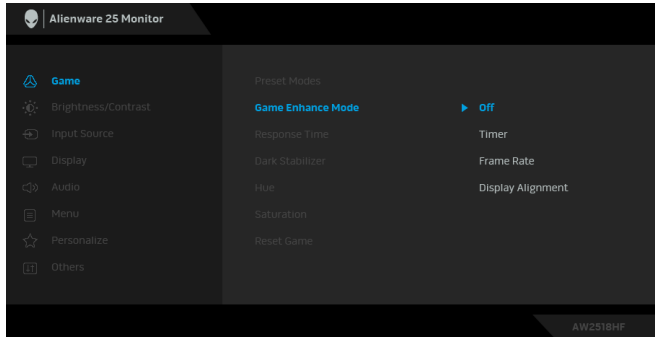 Alienware 25 Monitor
Game
Preset Modes
Brightness/Contrast
Game Enhance Mode
Off
Input Source
Response Time
Timer
Display
Dark Stabilizer
Frame Rate
Audio
Hue
Display Alignment
Menu
Saturation
Personalize
Reset Game
Others
AW2518HF